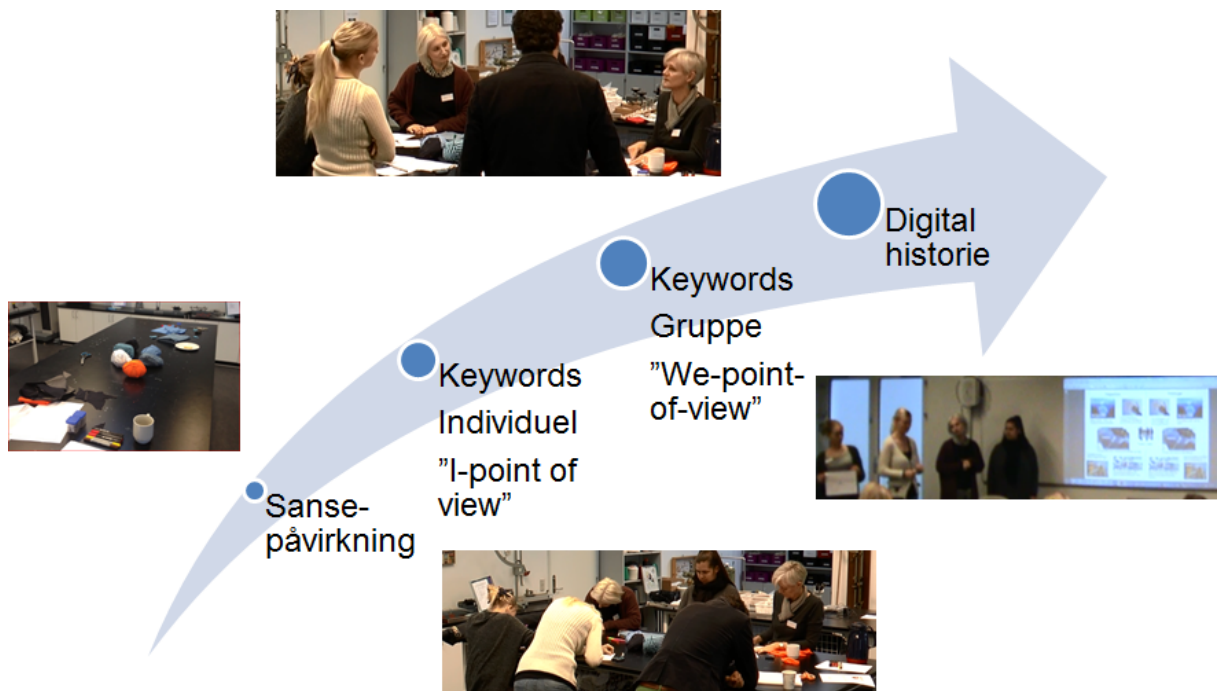 Sanse-
påvirkning
Keywords
Individuel
”I-point of
view”
Keywords
Gruppe
”We-point-
of-view”
Digital
historie